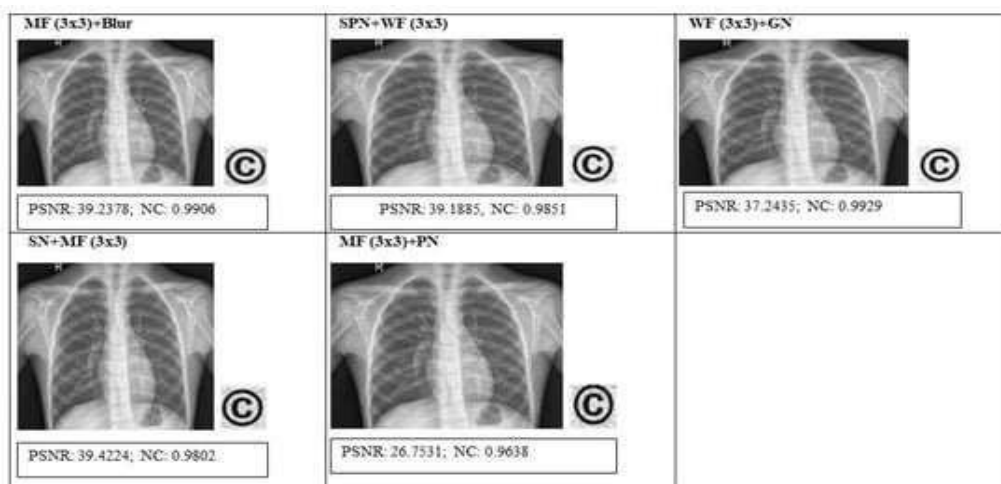 MF (3x3)+Blur
SPN+WF (3x3)
WF (3x3)+GN
R
R
R
©
©
©
PSNR: 39.2378; NC: 0.9906
PSNR: 39.1885, NC: 0.9851
PSNR: 37.2435; NC: 0.9929
SN+MF (3x3)
MF (3x3)+PN
R
R
©
©
PSNR: 39.4224; NC: 0.9802
PSNR: 26.7531; NC: 0.9638